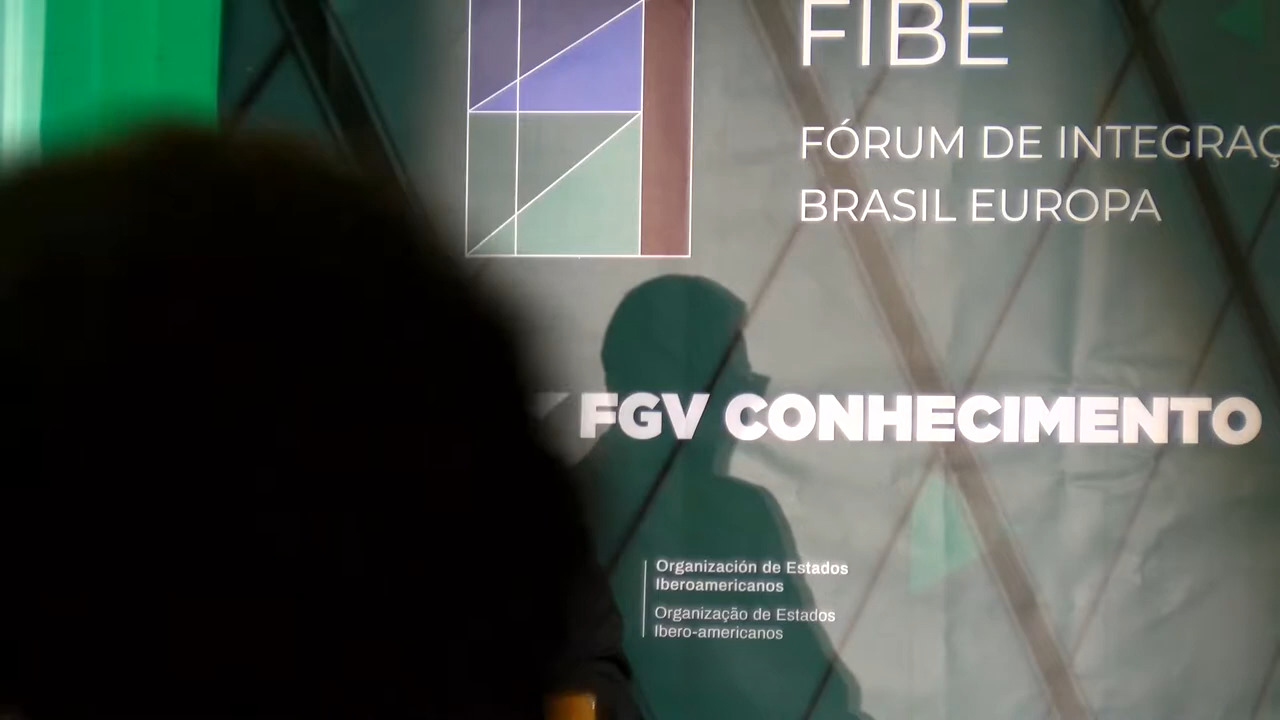 FIBE
FÓRUM DE INTEGRAÇ
BRASIL EUROPA
FGV CONHECIMENTO
Organización de Estados
Iberoamericanos
Organização de Estados
Ibero-americanos